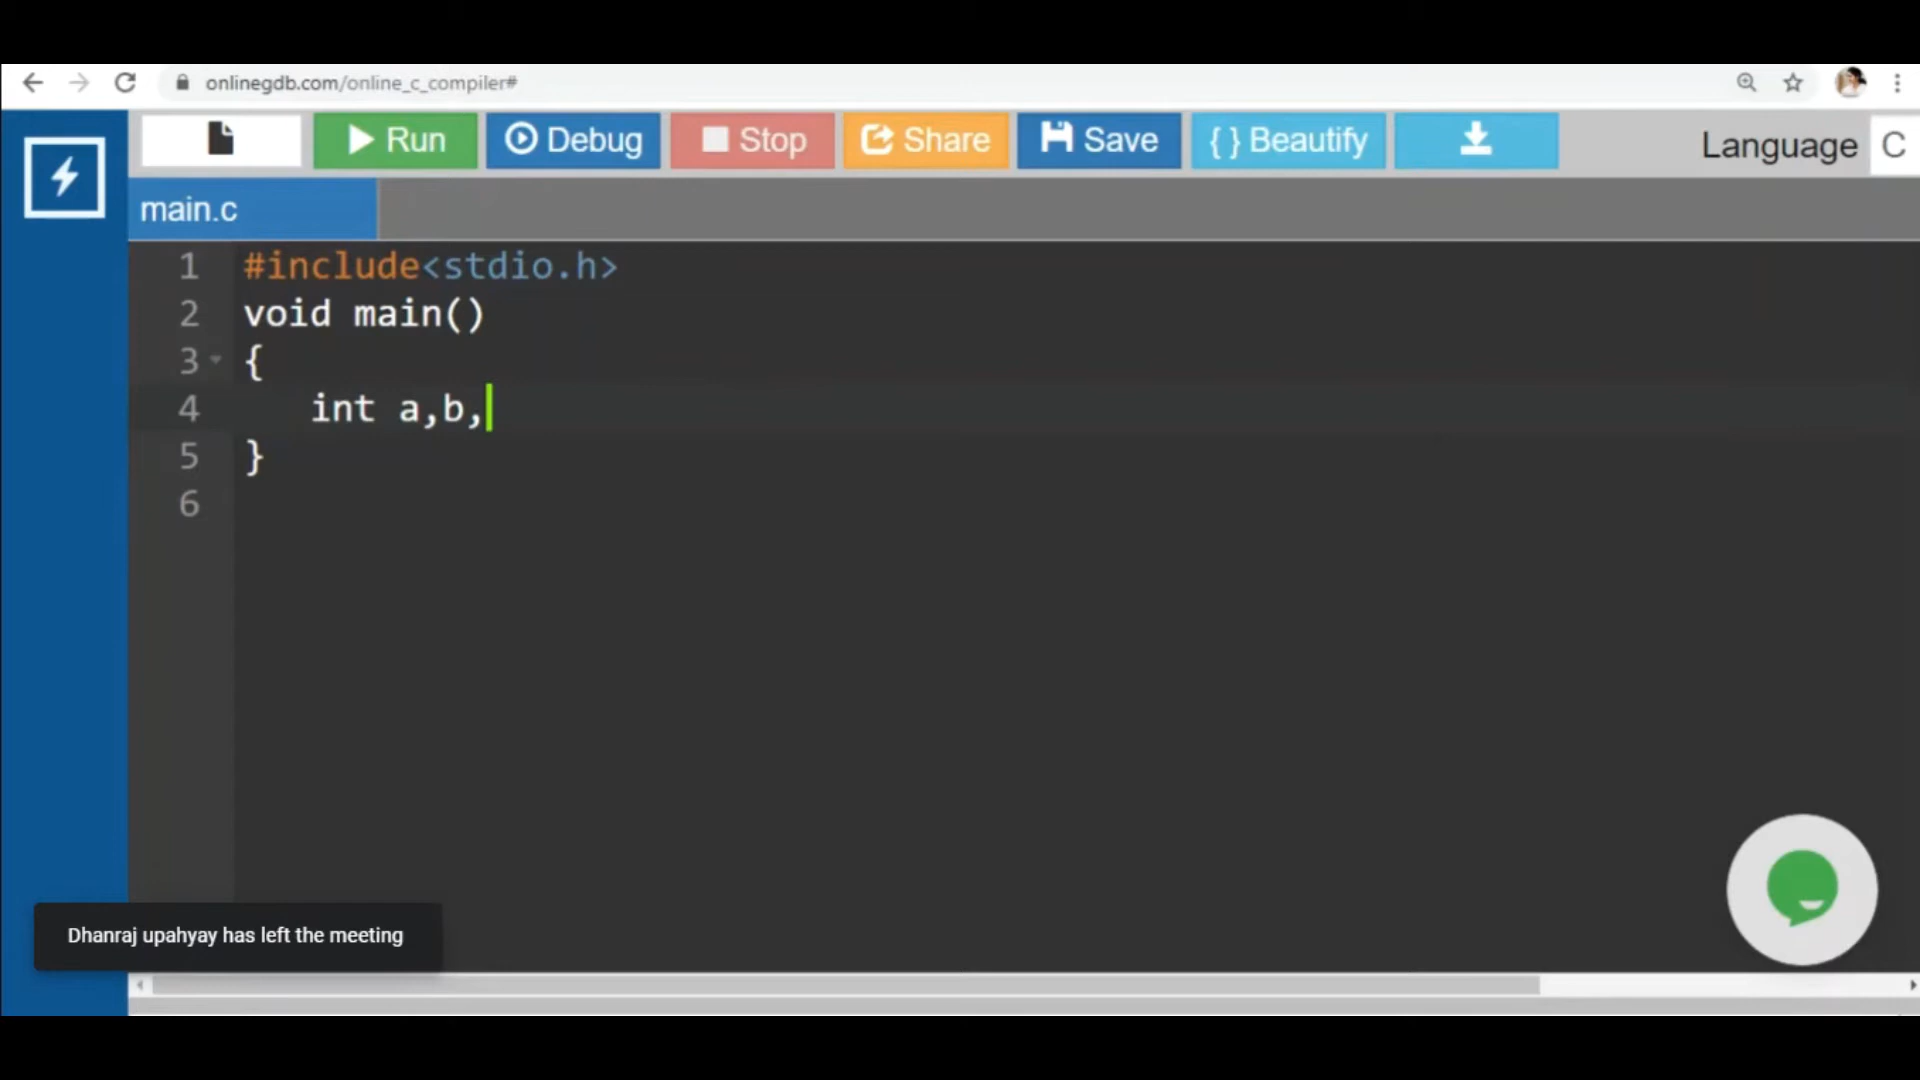 onlinegdb.com/online_c_compiler#
Run Debug Stop Share Save { } Beautify Language C
main.c
1 #include<stdio.h>
2 void main()
3 {
4 int a,b,
5 }
6
Dhanraj upahyay has left the meeting